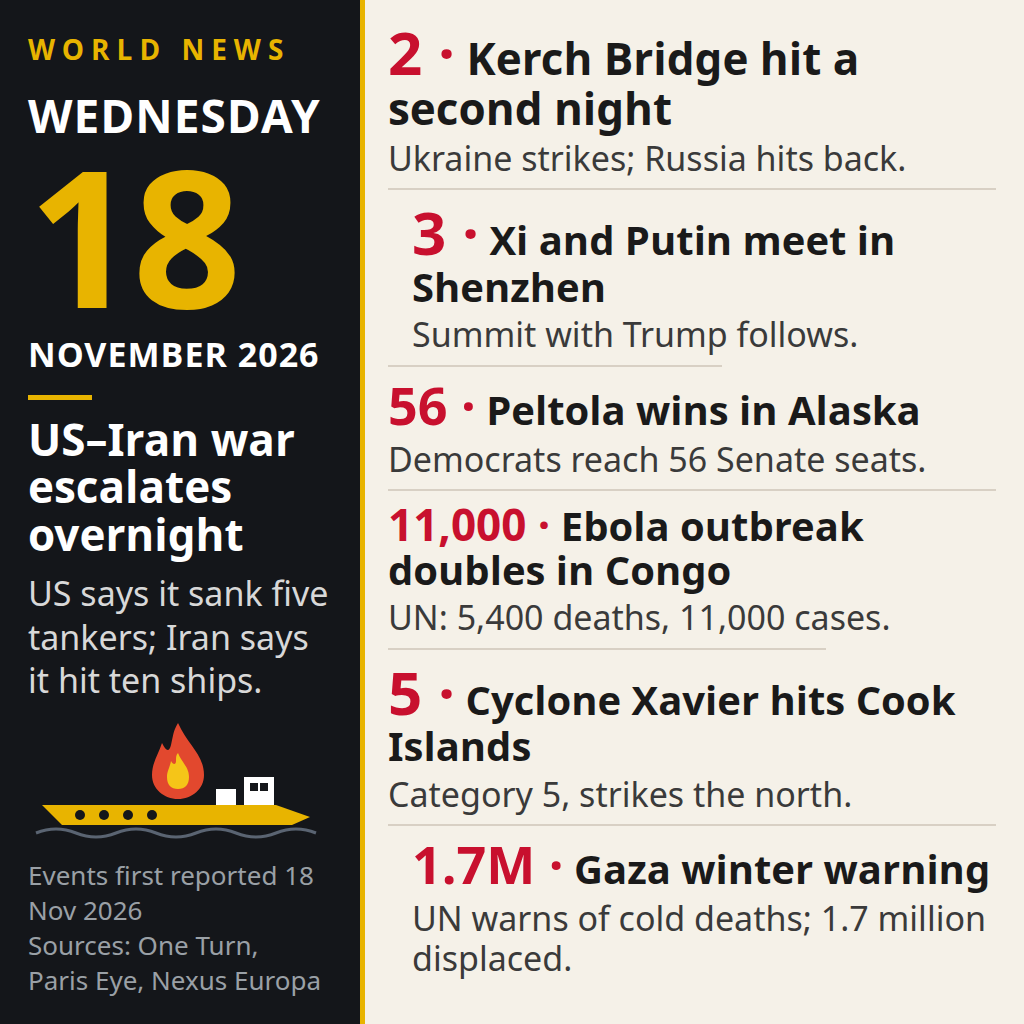 WORLD NEWS
WEDNESDAY
18
NOVEMBER 2026
US–Iran war
escalates
overnight
US says it sank five
tankers; Iran says
it hit ten ships.
Events first reported 18
Nov 2026
Sources: One Turn,
Paris Eye, Nexus Europa
2 · Kerch Bridge hit a
second night
Ukraine strikes; Russia hits back.
3 · Xi and Putin meet in
Shenzhen
Summit with Trump follows.
56 · Peltola wins in Alaska
Democrats reach 56 Senate seats.
11,000 · Ebola outbreak
doubles in Congo
UN: 5,400 deaths, 11,000 cases.
5 · Cyclone Xavier hits Cook
Islands
Category 5, strikes the north.
1.7M · Gaza winter warning
UN warns of cold deaths; 1.7 million
displaced.